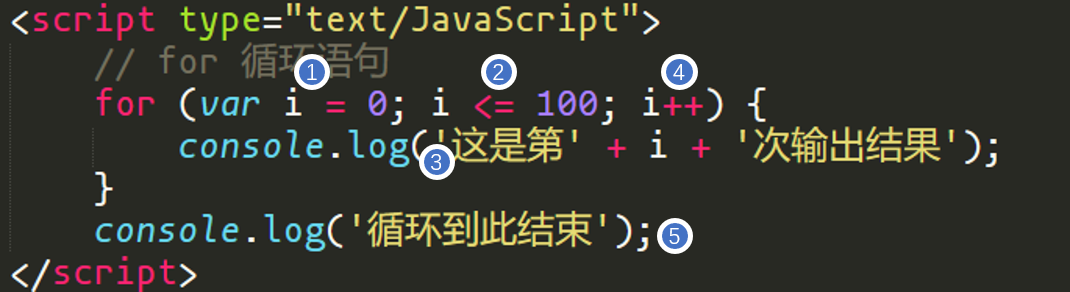 <script type="text/JavaScript">
// for 循环语句
① ② ④
for (var i = 0; i <= 100; i++) {
console.log('这是第' + i + '次输出结果');
③
}
console.log('循环到此结束'); ⑤
</script>